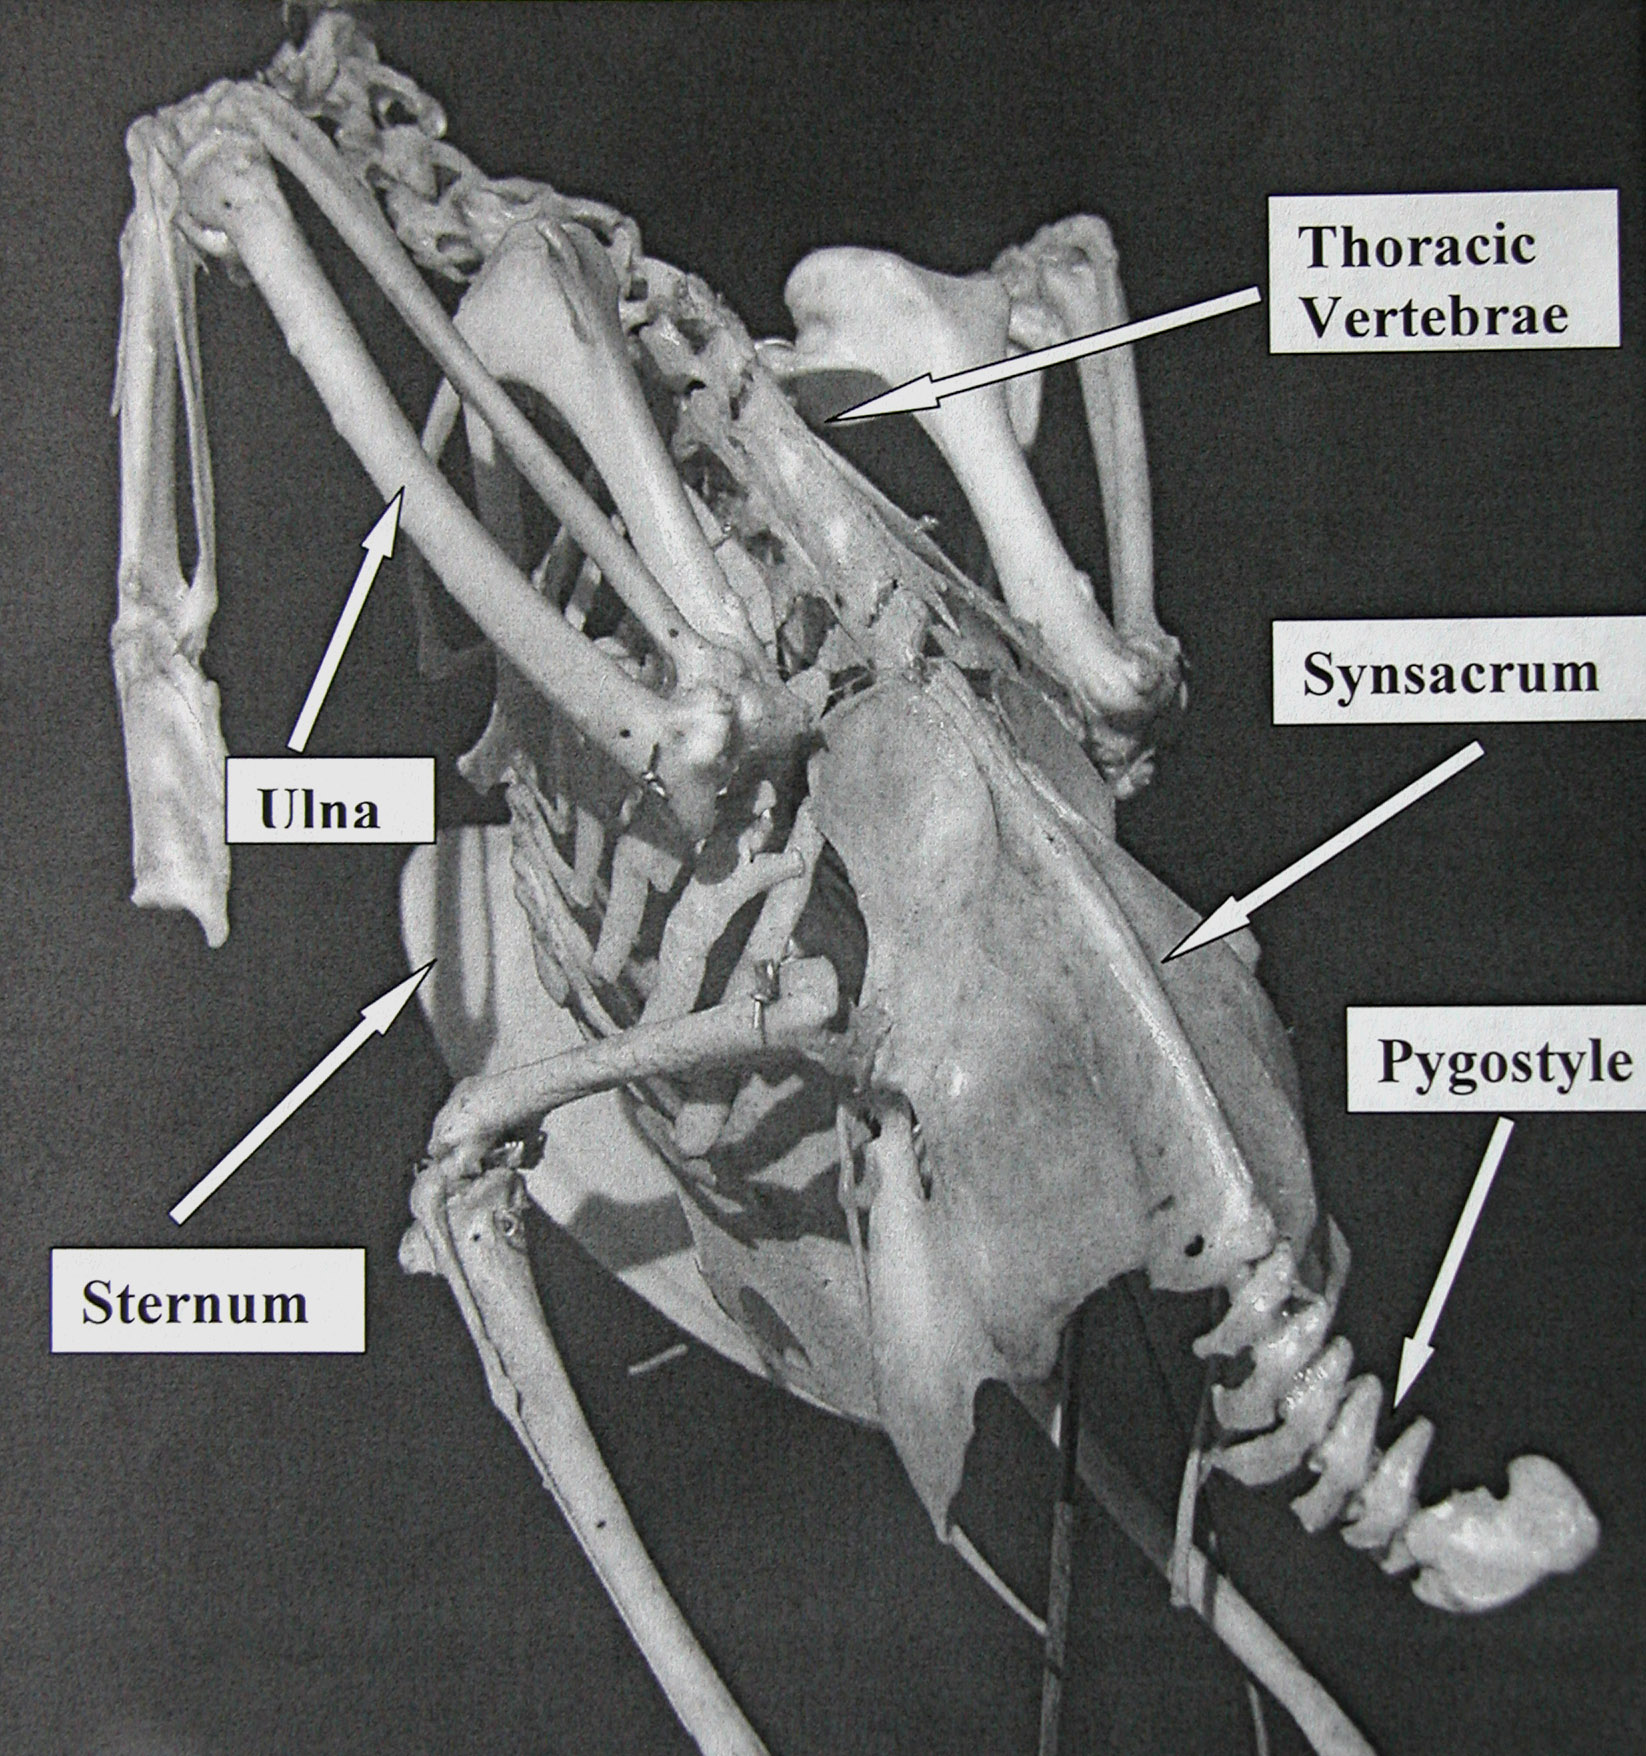 Thoracic
Vertebrae
Synsacrum
Ulna
Pygostyle
Sternum